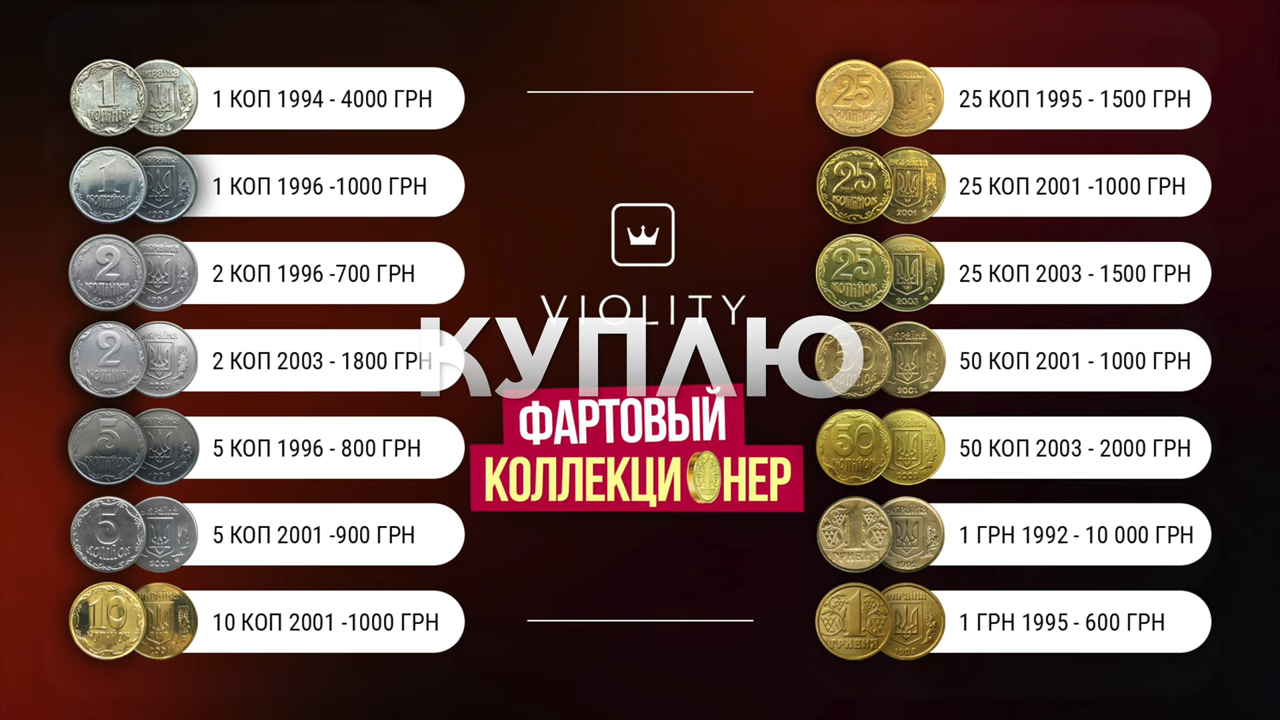 1 КОП 1994 - 4000 ГРН
1 КОП 1996 -1000 ГРН
2 КОП 1996 -700 ГРН
2 КОП 2003 - 1800 ГРН
5 КОП 1996 - 800 ГРН
5 КОП 2001 -900 ГРН
10 КОП 2001 -1000 ГРН
VIOLITY
КУПЛЮ
ФАРТОВЫЙ
КОЛЛЕКЦИОНЕР
25 КОП 1995 - 1500 ГРН
25 КОП 2001 -1000 ГРН
25 КОП 2003 - 1500 ГРН
50 КОП 2001 - 1000 ГРН
50 КОП 2003 - 2000 ГРН
1 ГРН 1992 - 10 000 ГРН
1 ГРН 1995 - 600 ГРН